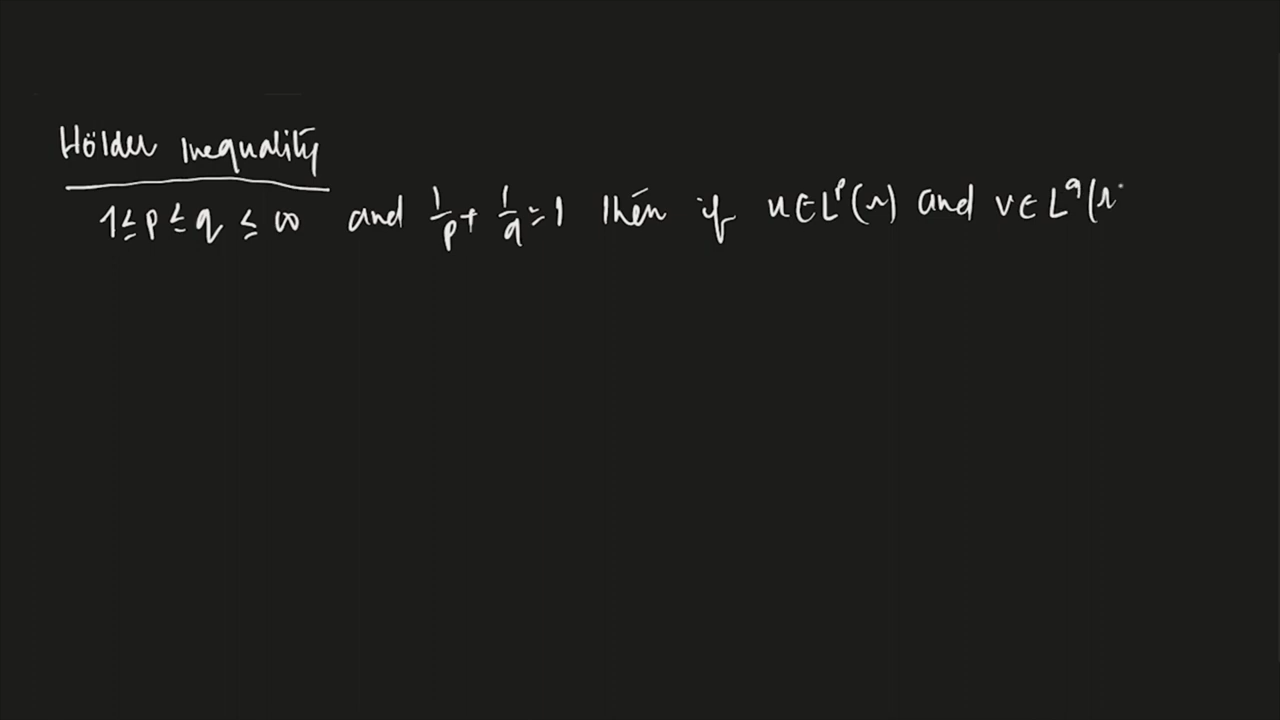 Hölder Inequality
1 ≤ p ≤ q ≤ ∞ and 1/p + 1/q = 1 then if u ∈ L^p(Ω) and v ∈ L^q(Ω